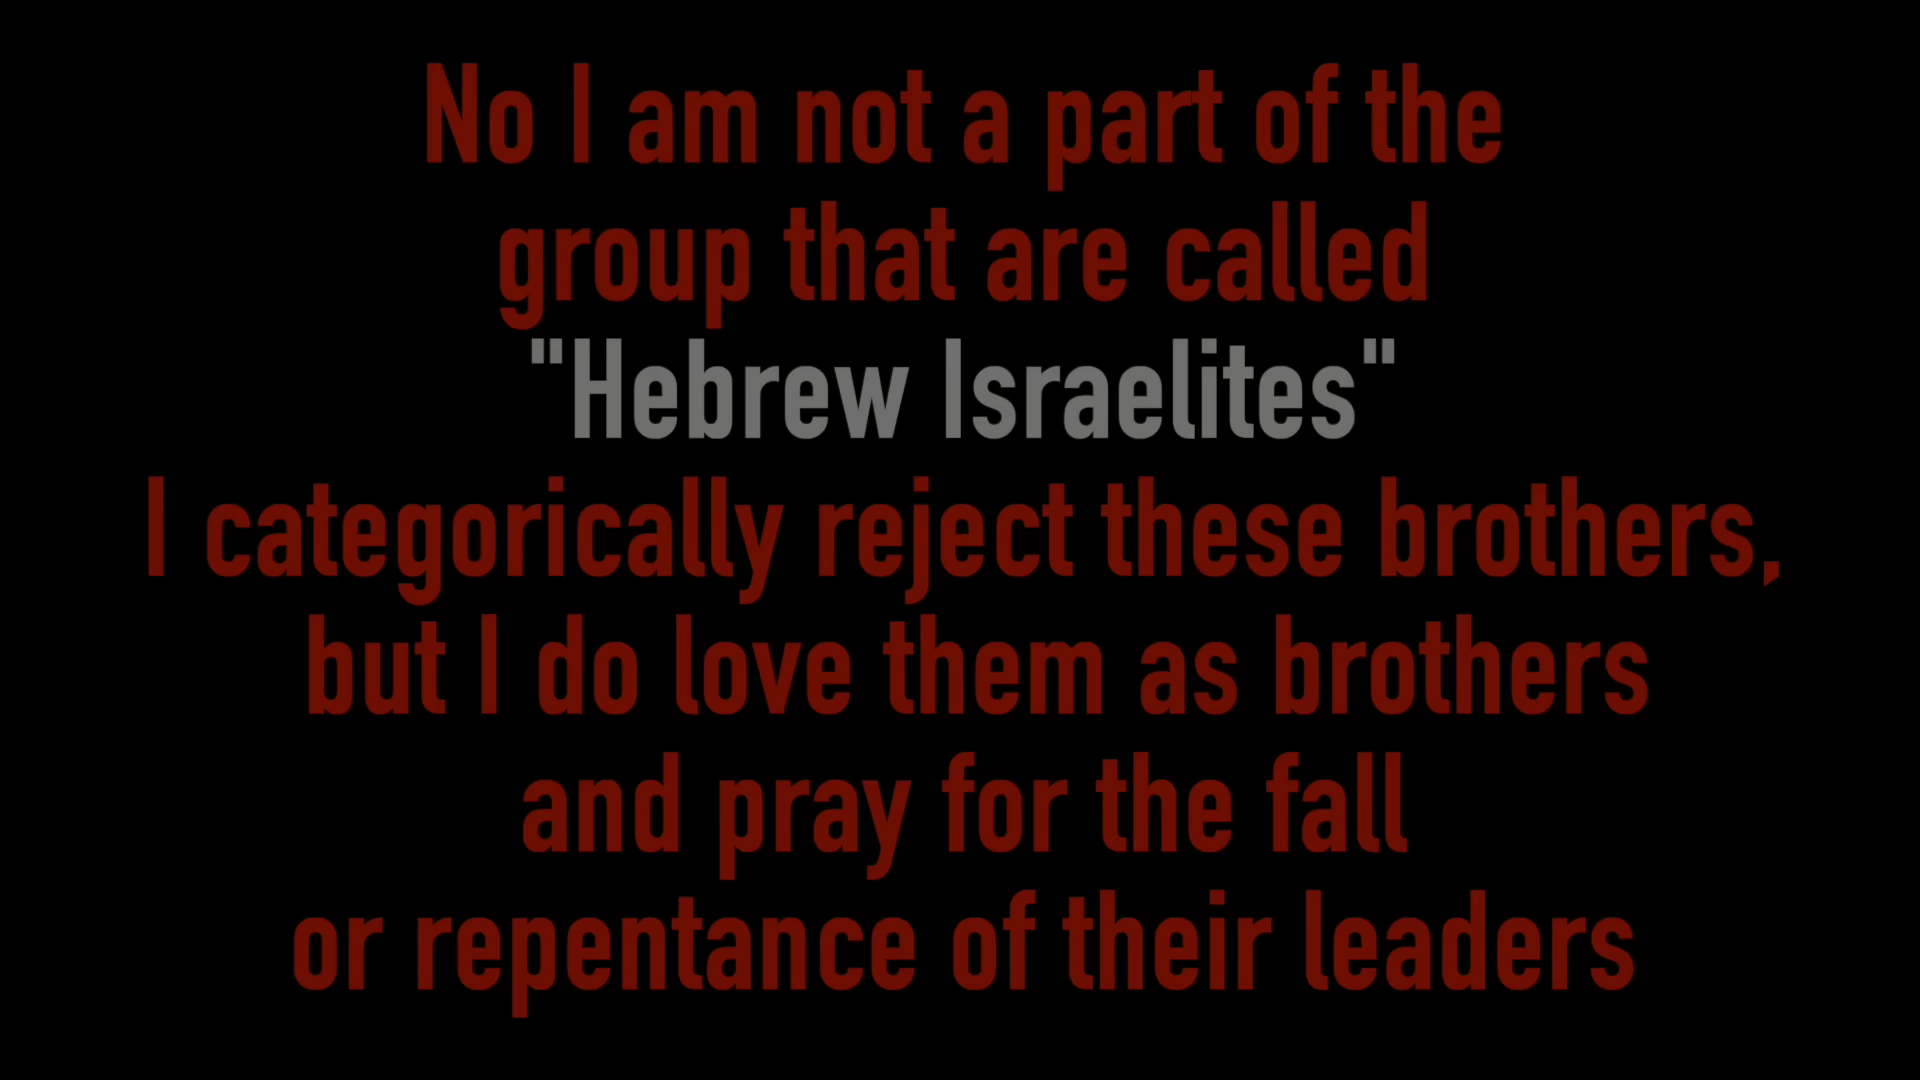 No I am not a part of the
group that are called
"Hebrew Israelites"
I categorically reject these brothers,
but I do love them as brothers
and pray for the fall
or repentance of their leaders